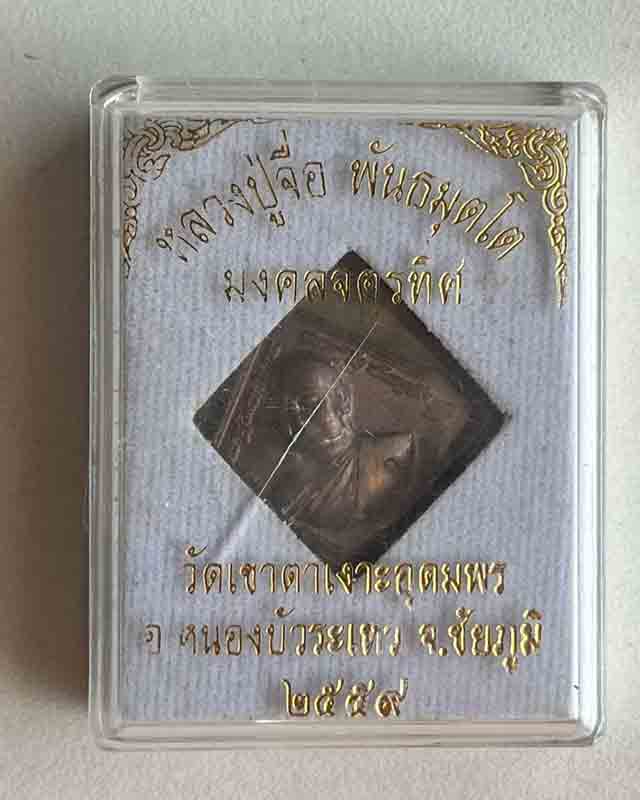 หลวงปู่จื่อ พันธมุตโต
มงคลจตรทิศ
วัดเขาตาเงาะอุดมพร
อ หนองบัวระเหว จ.ชัยภูมิ
๒๕๕๙